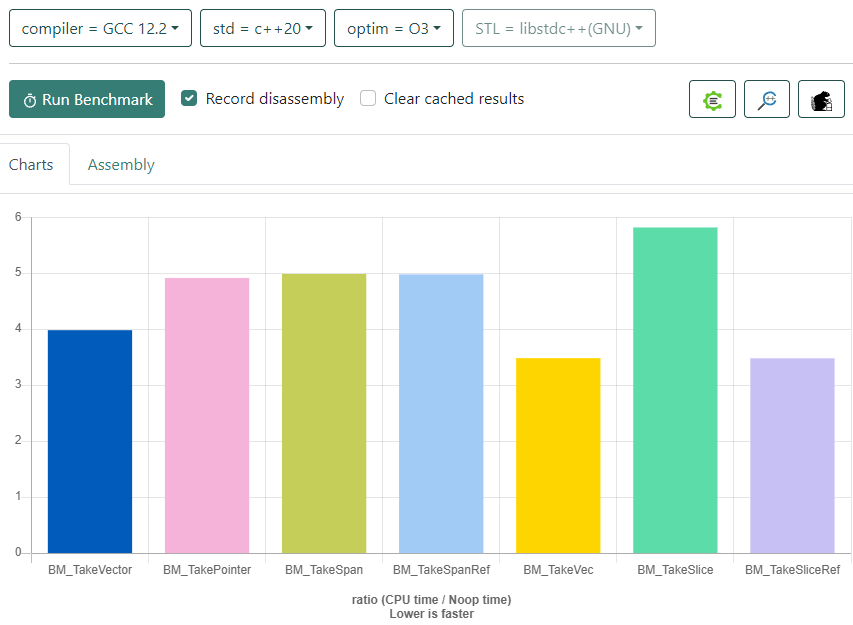 compiler = GCC 12.2 std = c++20 optim = O3 STL = libstdc++(GNU)
Run Benchmark Record disassembly Clear cached results
Charts Assembly
6
5
4
3
2
1
0
BM_TakeVector BM_TakePointer BM_TakeSpan BM_TakeSpanRef BM_TakeVec BM_TakeSlice BM_TakeSliceRef
ratio (CPU time / Noop time)
Lower is faster